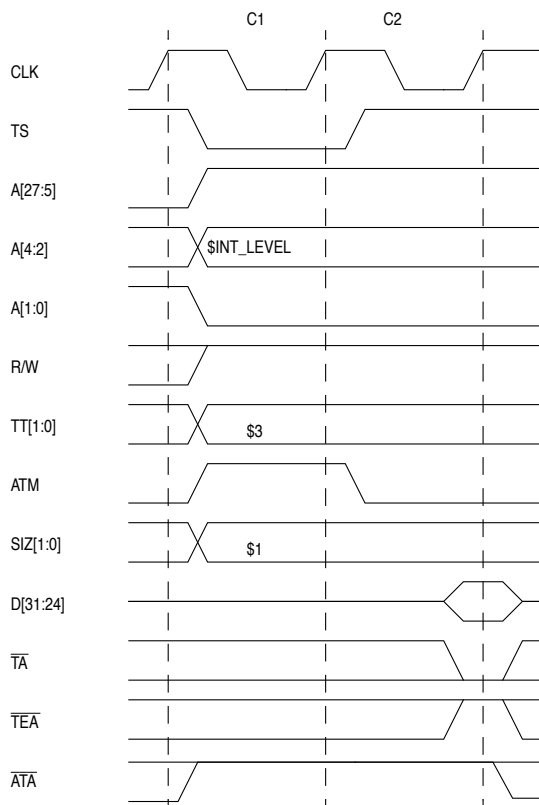 C1 C2
CLK
TS
A[27:5]
A[4:2] $INT_LEVEL
A[1:0]
R/W
TT[1:0] $3
ATM
SIZ[1:0] $1
D[31:24]
TA
TEA
ATA